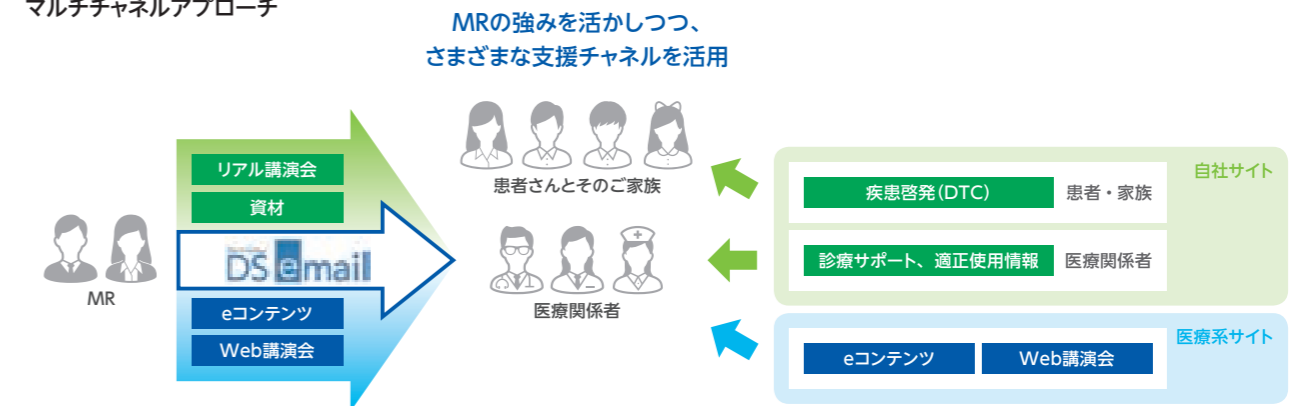 マルチチャネルアプローチ
MRの強みを活かしつつ、
さまざまな支援チャネルを活用
リアル講演会
資材
DS email
eコンテンツ
Web講演会
MR
患者さんとそのご家族
医療関係者
自社サイト
疾患啓発(DTC)
患者・家族
診療サポート、適正使用情報
医療関係者
医療系サイト
eコンテンツ
Web講演会